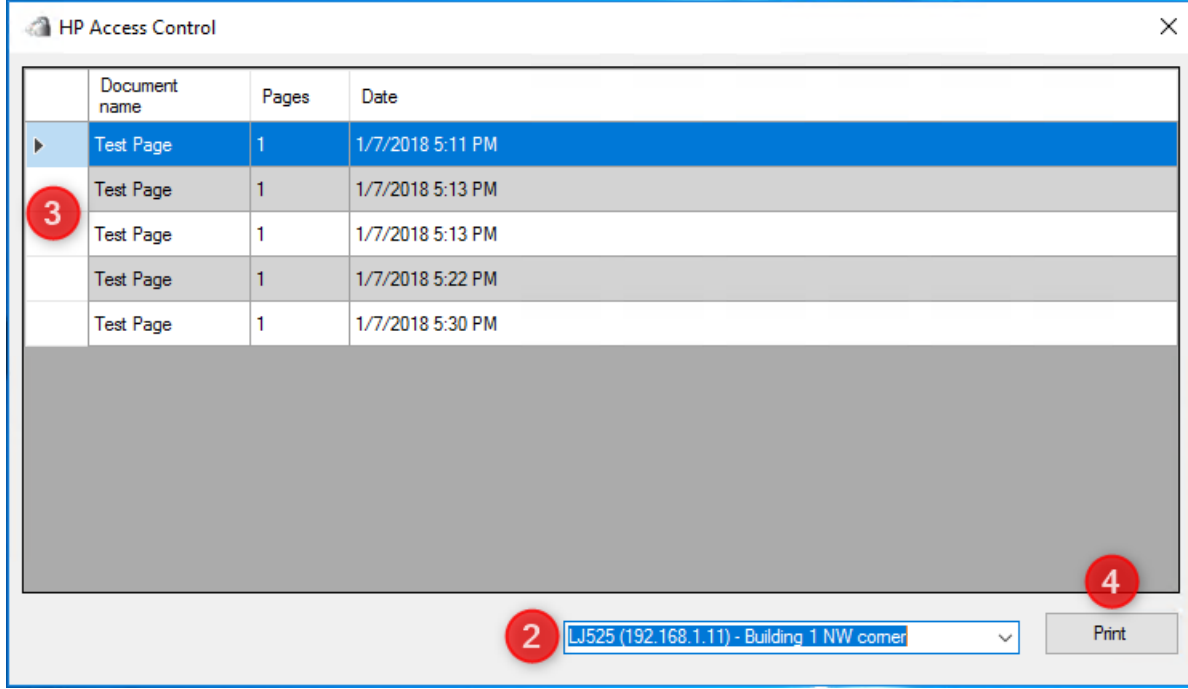 HP Access Control
Document name Pages Date
Test Page 1 1/7/2018 5:11 PM
Test Page 1 1/7/2018 5:13 PM
3
Test Page 1 1/7/2018 5:13 PM
Test Page 1 1/7/2018 5:22 PM
Test Page 1 1/7/2018 5:30 PM
4
2 LJ525 (192.168.1.11) - Building 1 NW corner Print